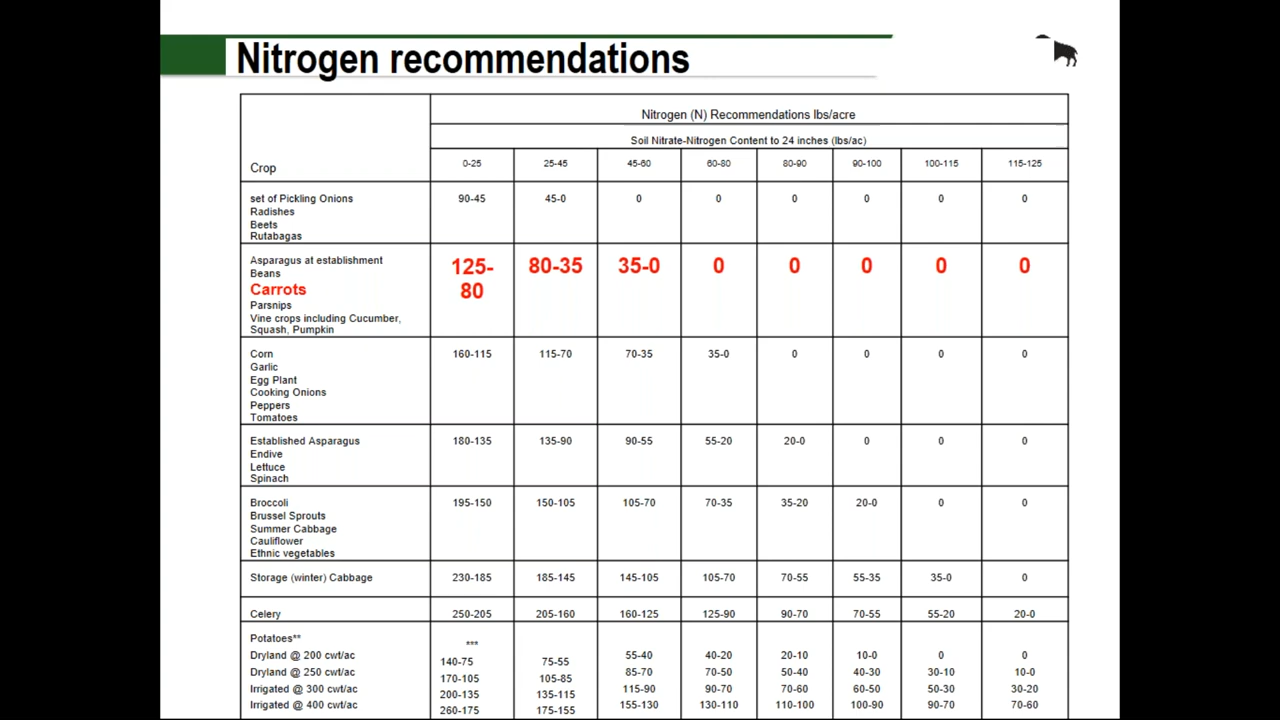 Nitrogen recommendations
Nitrogen (N) Recommendations lbs/acre
Soil Nitrate-Nitrogen Content to 24 inches (lbs/ac)
Crop 0-25 25-45 45-60 60-80 80-90 90-100 100-115 115-125
set of Pickling Onions 90-45 45-0 0 0 0 0 0 0
Radishes
Beets
Rutabagas
Asparagus at establishment 125- 80-35 35-0 0 0 0 0 0
Beans
Carrots 80
Parsnips
Vine crops including Cucumber,
Squash, Pumpkin
Corn 160-115 115-70 70-35 35-0 0 0 0 0
Garlic
Egg Plant
Cooking Onions
Peppers
Tomatoes
Established Asparagus 180-135 135-90 90-55 55-20 20-0 0 0 0
Endive
Lettuce
Spinach
Broccoli 195-150 150-105 105-70 70-35 35-20 20-0 0 0
Brussel Sprouts
Summer Cabbage
Cauliflower
Ethnic vegetables
Storage (winter) Cabbage 230-185 185-145 145-105 105-70 70-55 55-35 35-0 0
Celery 250-205 205-160 160-125 125-90 90-70 70-55 55-20 20-0
Potatoes** ***
Dryland @ 200 cwt/ac 140-75 75-55 55-40 40-20 20-10 10-0 0 0
Dryland @ 250 cwt/ac 170-105 105-85 85-70 70-50 50-40 40-30 30-10 10-0
Irrigated @ 300 cwt/ac 200-135 135-115 115-90 90-70 70-60 60-50 50-30 30-20
Irrigated @ 400 cwt/ac 260-175 175-155 155-130 130-110 110-100 100-90 90-70 70-60